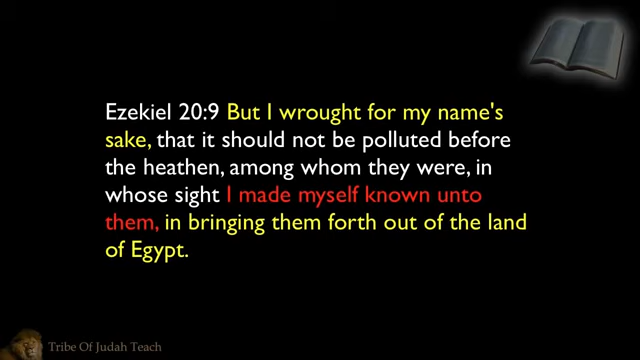 Ezekiel 20:9 But I wrought for my name's
sake, that it should not be polluted before
the heathen, among whom they were, in
whose sight I made myself known unto
them, in bringing them forth out of the land
of Egypt.
Tribe Of Judah Teach